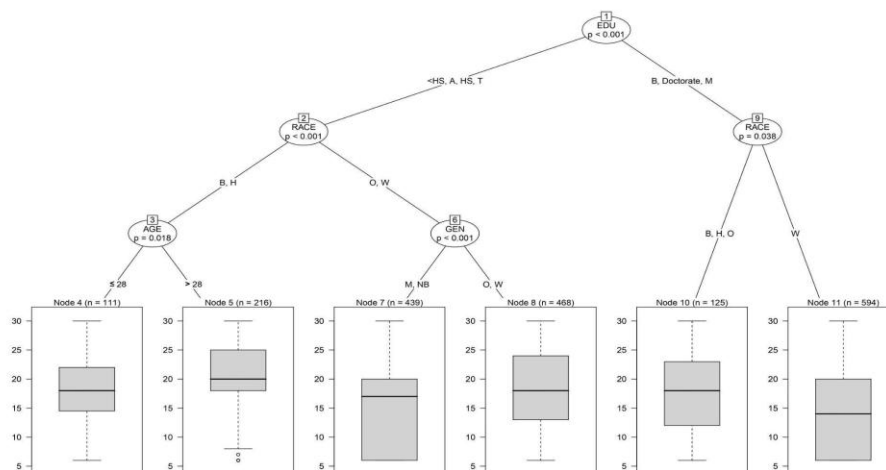 1
EDU
p < 0.001
<HS, A, HS, T
B, Doctorate, M
2
RACE
p < 0.001
9
RACE
p = 0.038
B, H
O, W
3
AGE
p = 0.018
6
GEN
p < 0.001
B, H, O
W
≤ 28
> 28
M, NB
O, W
Node 4 (n = 111)
Node 5 (n = 216)
Node 7 (n = 439)
Node 8 (n = 468)
Node 10 (n = 125)
Node 11 (n = 594)
30 30 30 30 30 30
25 25 25 25 25 25
20 20 20 20 20 20
15 15 15 15 15 15
10 10 10 10 10 10
5 5 5 5 5 5